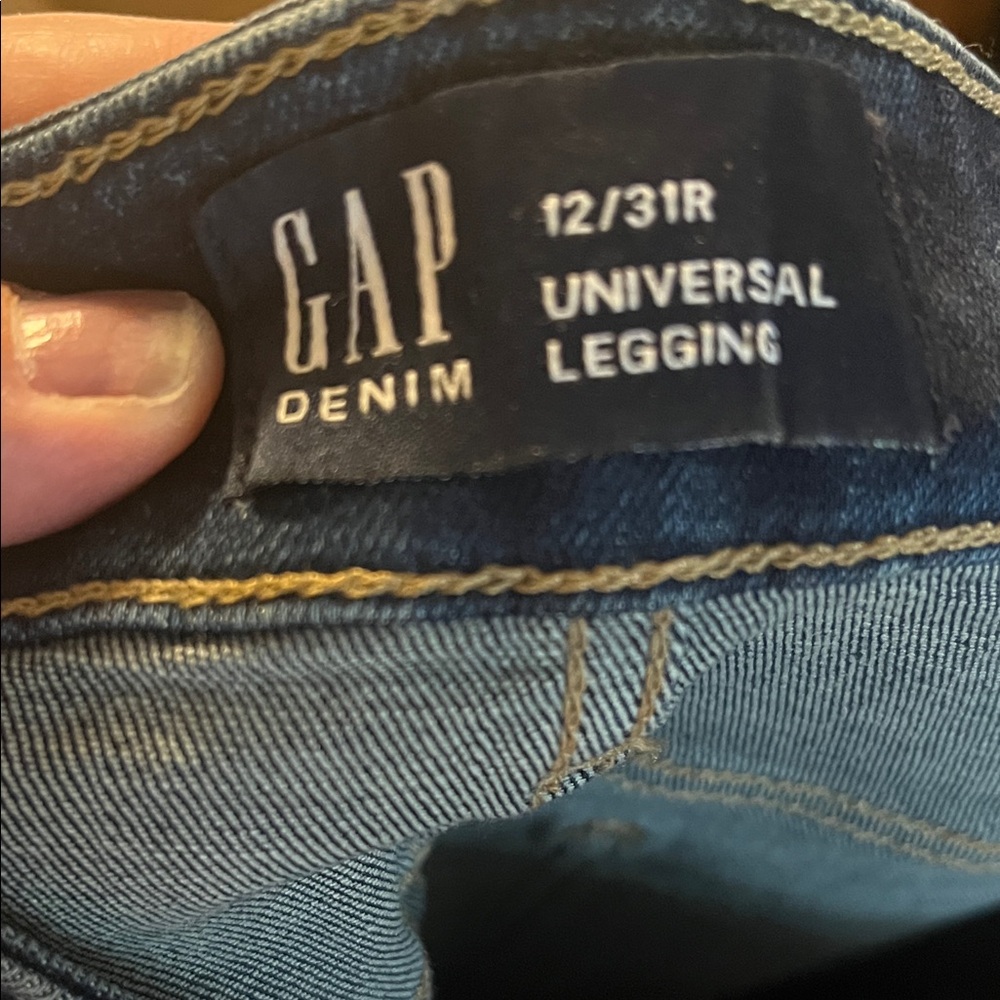 GAP
DENIM
12/31R
UNIVERSAL
LEGGING